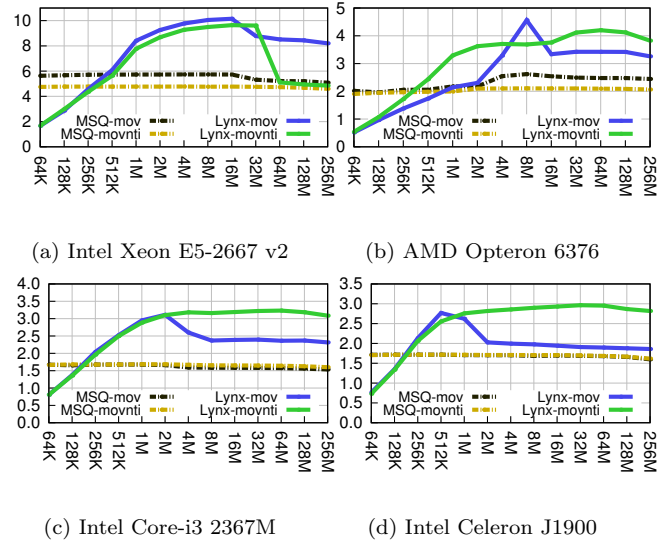 10
8
6
4
2
0
MSQ-mov
MSQ-movnti
Lynx-mov
Lynx-movnti
64K
128K
256K
512K
1M
2M
4M
8M
16M
32M
64M
128M
256M
(a) Intel Xeon E5-2667 v2
5
4
3
2
1
0
MSQ-mov
MSQ-movnti
Lynx-mov
Lynx-movnti
64K
128K
256K
512K
1M
2M
4M
8M
16M
32M
64M
128M
256M
(b) AMD Opteron 6376
4.0
3.5
3.0
2.5
2.0
1.5
1.0
0.5
0.0
MSQ-mov
MSQ-movnti
Lynx-mov
Lynx-movnti
64K
128K
256K
512K
1M
2M
4M
8M
16M
32M
64M
128M
256M
(c) Intel Core-i3 2367M
3.5
3.0
2.5
2.0
1.5
1.0
0.5
0.0
MSQ-mov
MSQ-movnti
Lynx-mov
Lynx-movnti
64K
128K
256K
512K
1M
2M
4M
8M
16M
32M
64M
128M
256M
(d) Intel Celeron J1900